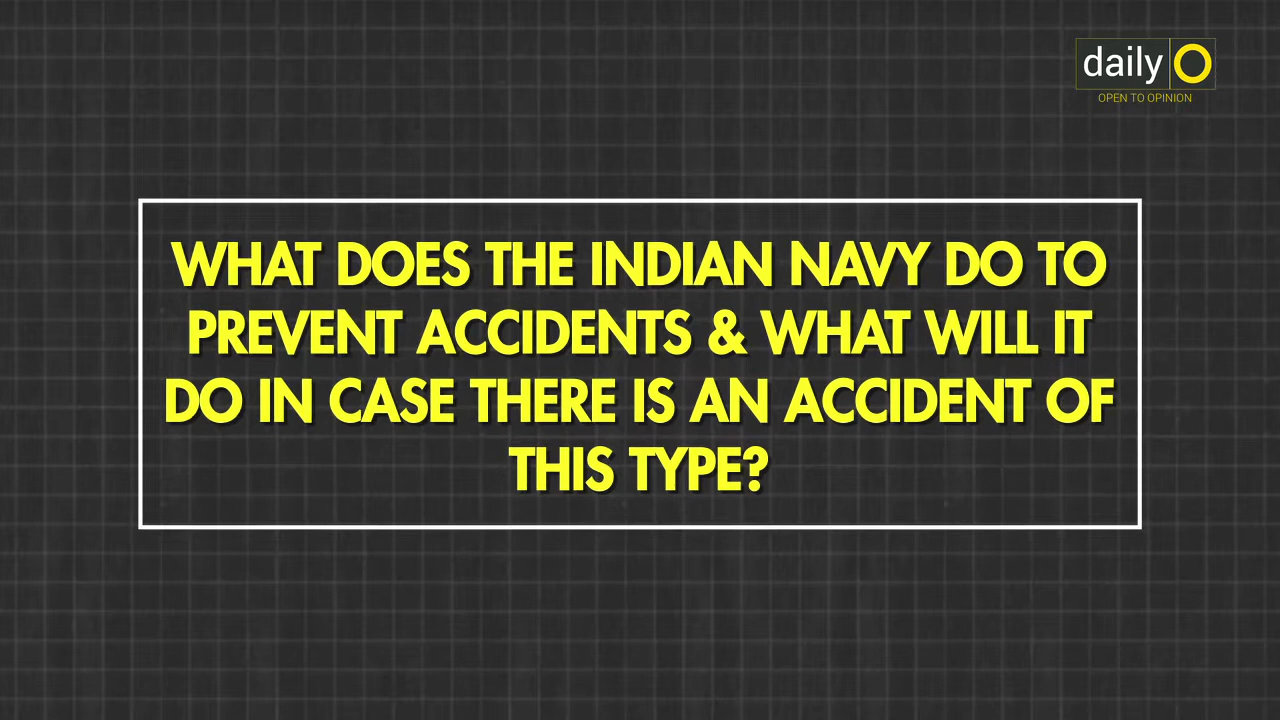 daily O
OPEN TO OPINION
WHAT DOES THE INDIAN NAVY DO TO
PREVENT ACCIDENTS & WHAT WILL IT
DO IN CASE THERE IS AN ACCIDENT OF
THIS TYPE?